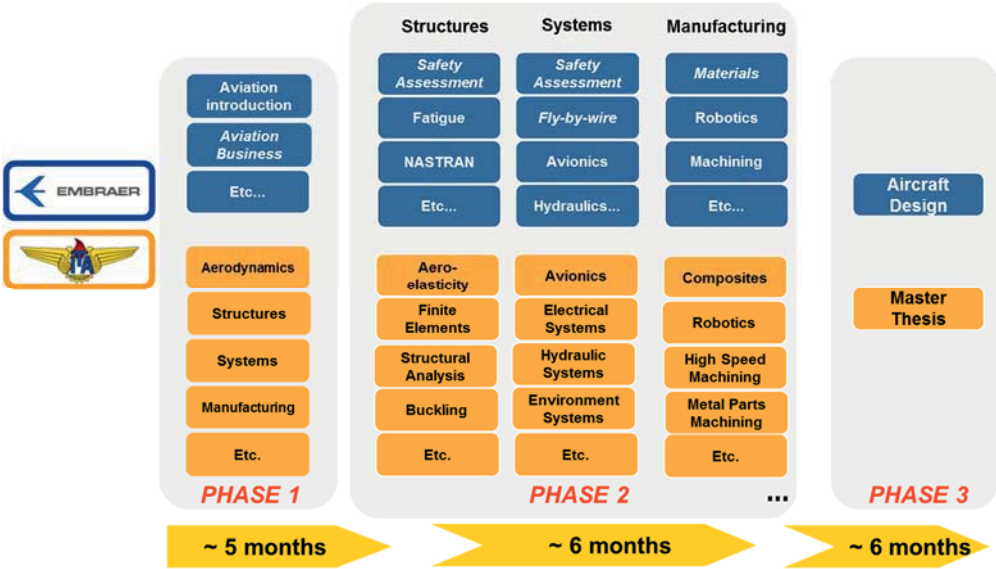 EMBRAER
ITA
Aviation
introduction
Aviation
Business
Etc...
Aerodynamics
Structures
Systems
Manufacturing
Etc.
PHASE 1
Structures
Safety
Assessment
Fatigue
NASTRAN
Etc...
Aero-
elasticity
Finite
Elements
Structural
Analysis
Buckling
Etc.
Systems
Safety
Assessment
Fly-by-wire
Avionics
Hydraulics...
Avionics
Electrical
Systems
Hydraulic
Systems
Environment
Systems
Etc.
Manufacturing
Materials
Robotics
Machining
Etc...
Composites
Robotics
High Speed
Machining
Metal Parts
Machining
Etc.
PHASE 2
...
Aircraft
Design
Master
Thesis
PHASE 3
~ 5 months
~ 6 months
~ 6 months